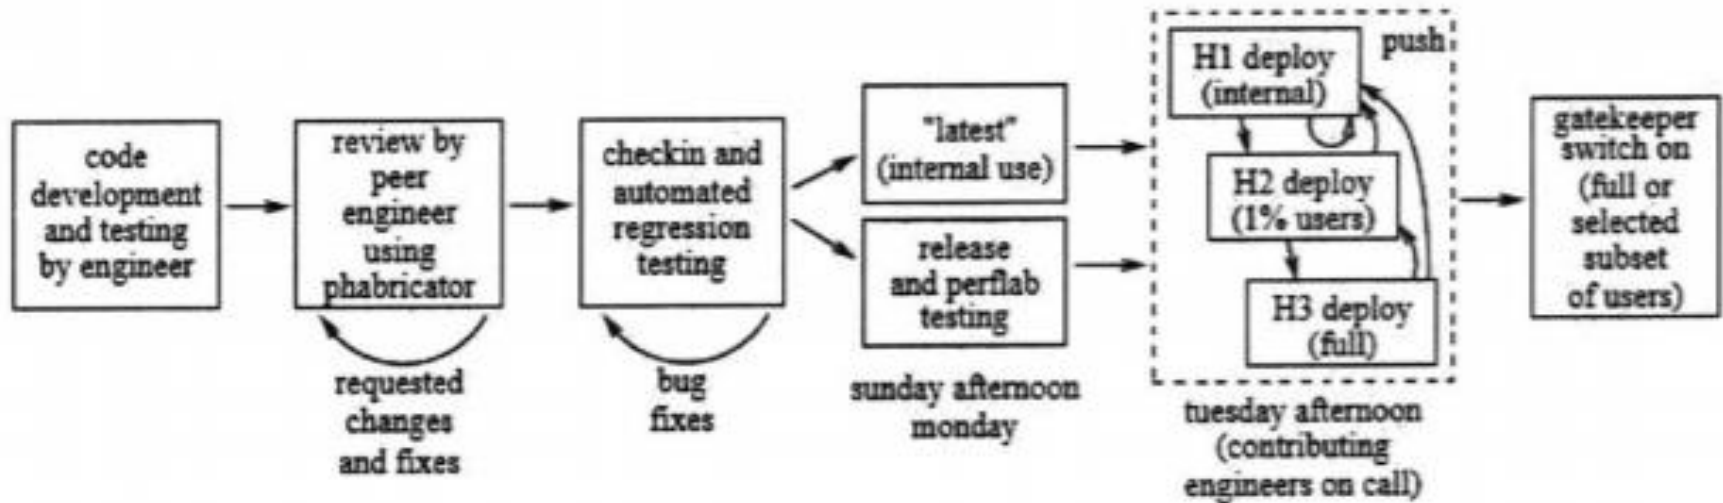 code
development
and testing
by engineer
review by
peer
engineer
using
phabricator
requested
changes
and fixes
checkin and
automated
regression
testing
bug
fixes
"latest"
(internal use)
release
and perflab
testing
sunday afternoon
monday
push
H1 deploy
(internal)
H2 deploy
(1% users)
H3 deploy
(full)
tuesday afternoon
(contributing
engineers on call)
gatekeeper
switch on
(full or
selected
subset
of users)